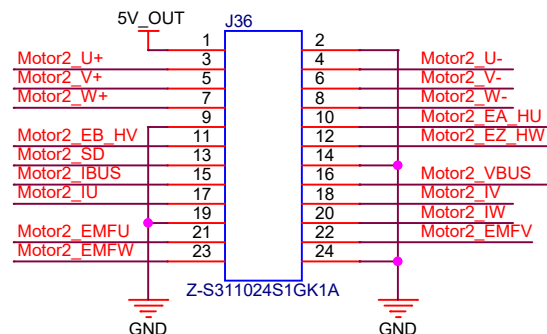 5V_OUT J36
1 2
Motor2_U+ 3 4 Motor2_U-
Motor2_V+ 5 6 Motor2_V-
Motor2_W+ 7 8 Motor2_W-
9 10 Motor2_EA_HU
Motor2_EB_HV 11 12 Motor2_EZ_HW
Motor2_SD 13 14
Motor2_IBUS 15 16 Motor2_VBUS
Motor2_IU 17 18 Motor2_IV
19 20 Motor2_IW
Motor2_EMFU 21 22 Motor2_EMFV
Motor2_EMFW 23 24
Z-S311024S1GK1A
GND GND